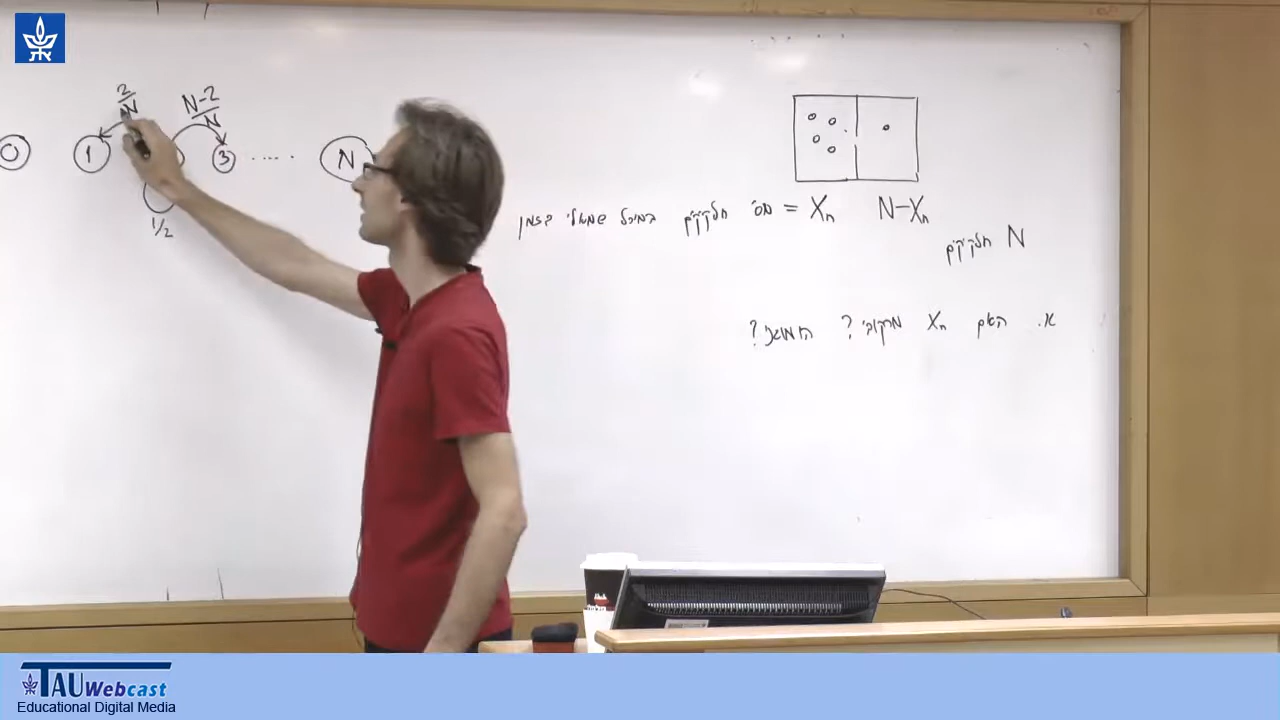 2/N
N-2/N
0 1 3 ..... N
1/2
N-Xₙ
Xₙ = מס' חלקיקים במיכל שמאלי בזמן
N חלקיקים
א. האם Xₙ מרקובי? הומוגני?
TAU Webcast
Educational Digital Media